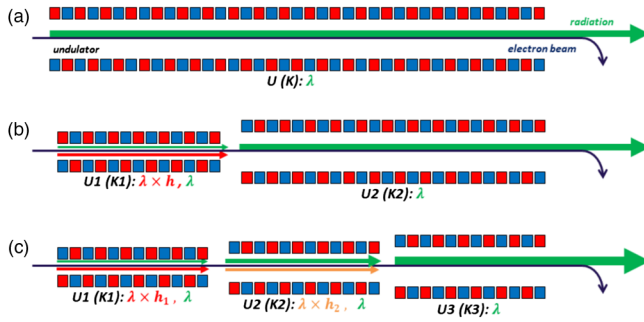 (a)
radiation
undulator
electron beam
U (K): λ
(b)
U1 (K1): λ × h , λ
U2 (K2): λ
(c)
U1 (K1): λ × h₁ , λ
U2 (K2): λ × h₂ , λ
U3 (K3): λ